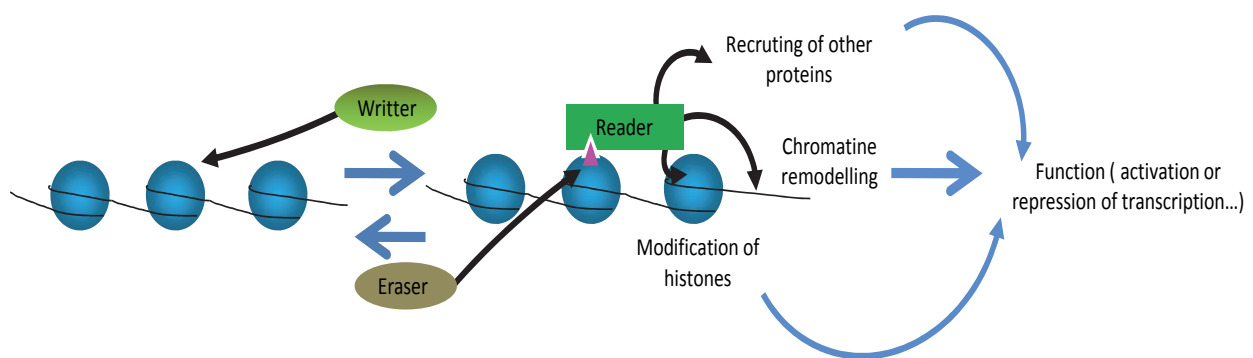 Writter
Eraser
Reader
Recruting of other
proteins
Chromatine
remodelling
Modification of
histones
Function ( activation or
repression of transcription...)